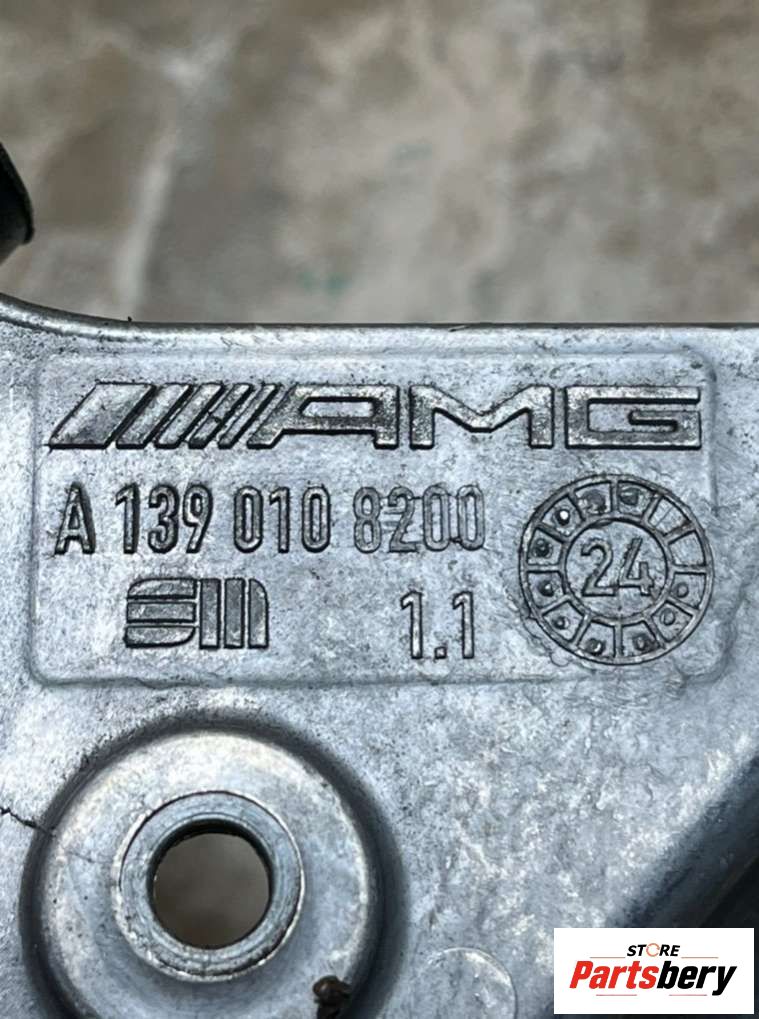 AMG
A 139 010 8200
24
1.1
STORE
Partsbery